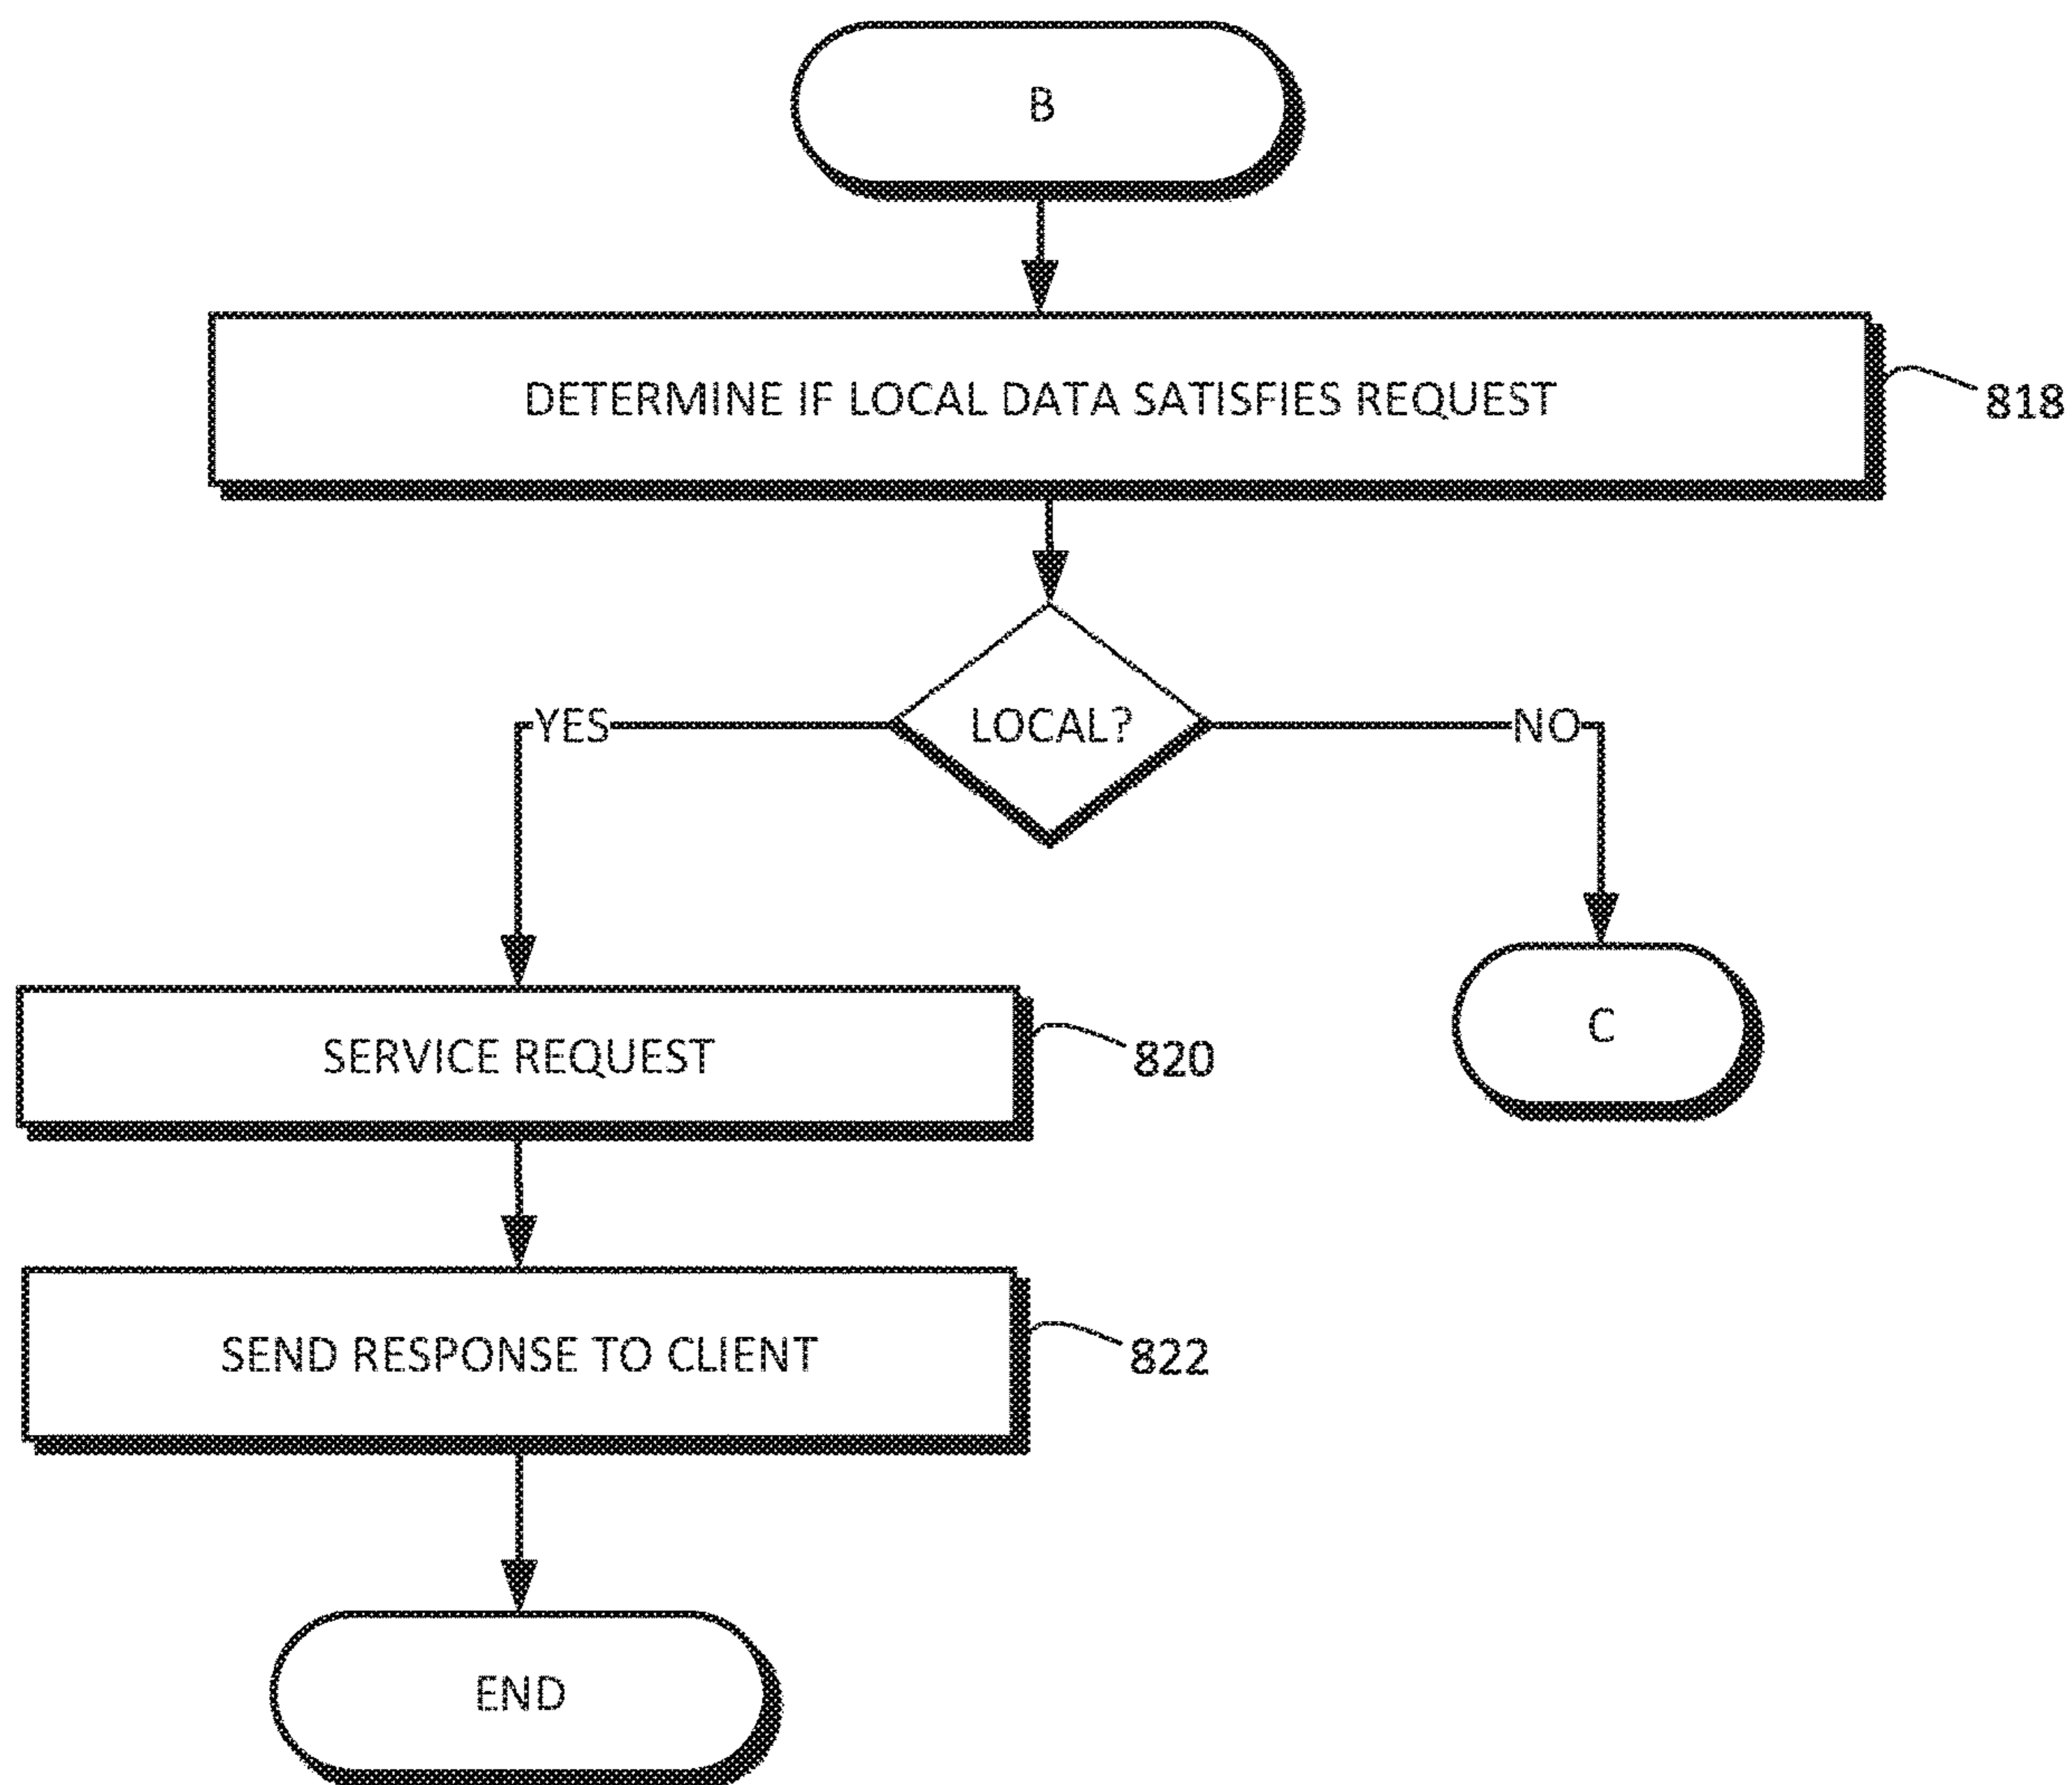 B
DETERMINE IF LOCAL DATA SATISFIES REQUEST
818
LOCAL?
YES
NO
SERVICE REQUEST
820
C
SEND RESPONSE TO CLIENT
822
END